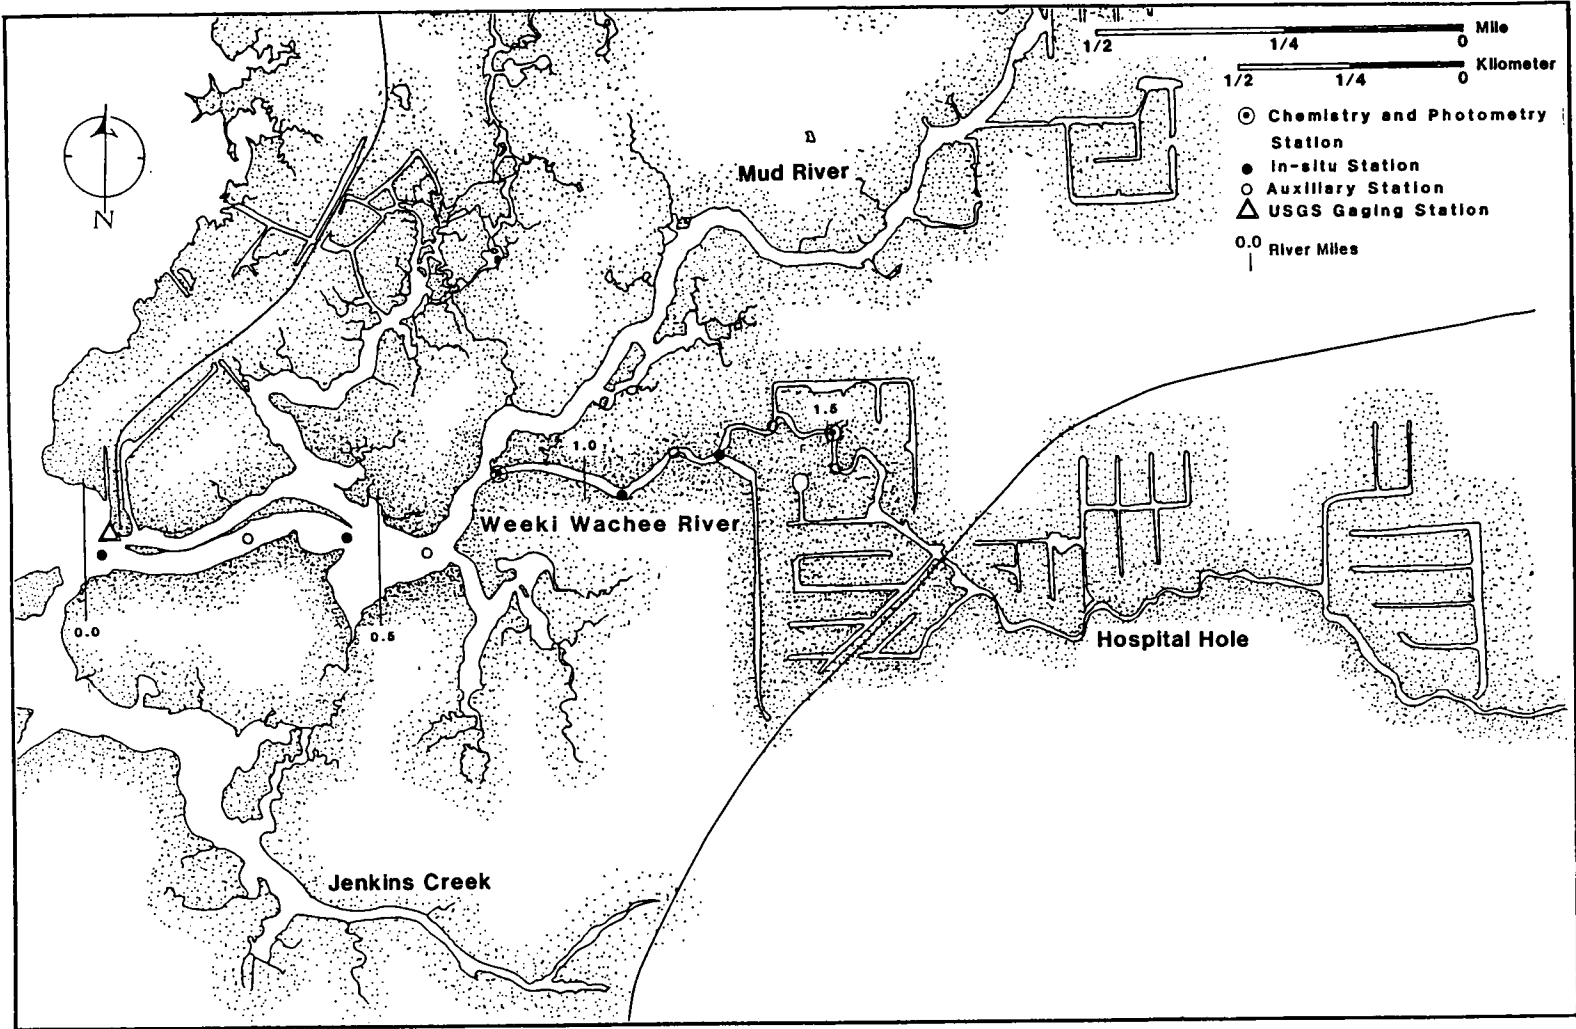 Mile
1/2 1/4 0
Kilometer
1/2 1/4 0
Chemistry and Photometry
Station
In-situ Station
Auxiliary Station
USGS Gaging Station
0.0 River Miles
N
Mud River
1.5
1.0
Weeki Wachee River
0.0
0.5
Hospital Hole
Jenkins Creek